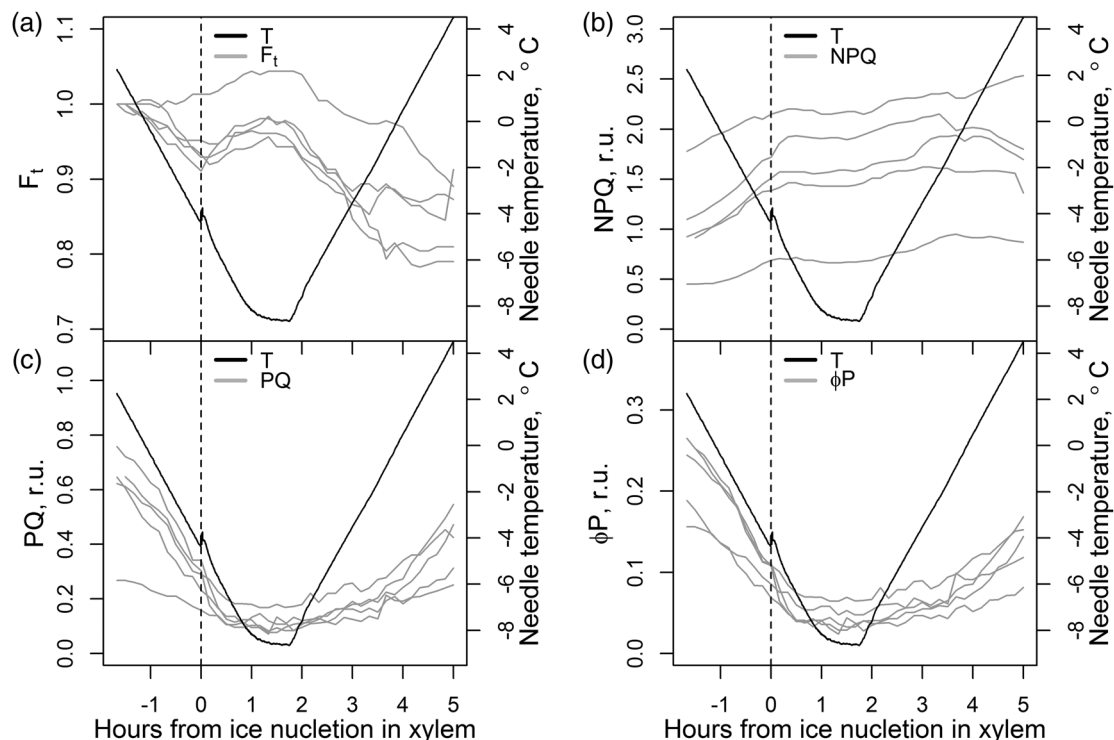 (a)
T
Ft
Ft
1.1
1.0
0.9
0.8
0.7
4
2
0
-2
-4
-6
-8
Needle temperature, °C
(b)
T
NPQ
NPQ, r.u.
3.0
2.5
2.0
1.5
1.0
0.5
0.0
4
2
0
-2
-4
-6
-8
Needle temperature, °C
(c)
T
PQ
PQ, r.u.
1.0
0.8
0.6
0.4
0.2
0.0
4
2
0
-2
-4
-6
-8
Needle temperature, °C
-1 0 1 2 3 4 5
Hours from ice nucletion in xylem
(d)
T
ϕP
ϕP, r.u.
0.3
0.2
0.1
0.0
4
2
0
-2
-4
-6
-8
Needle temperature, °C
-1 0 1 2 3 4 5
Hours from ice nucletion in xylem